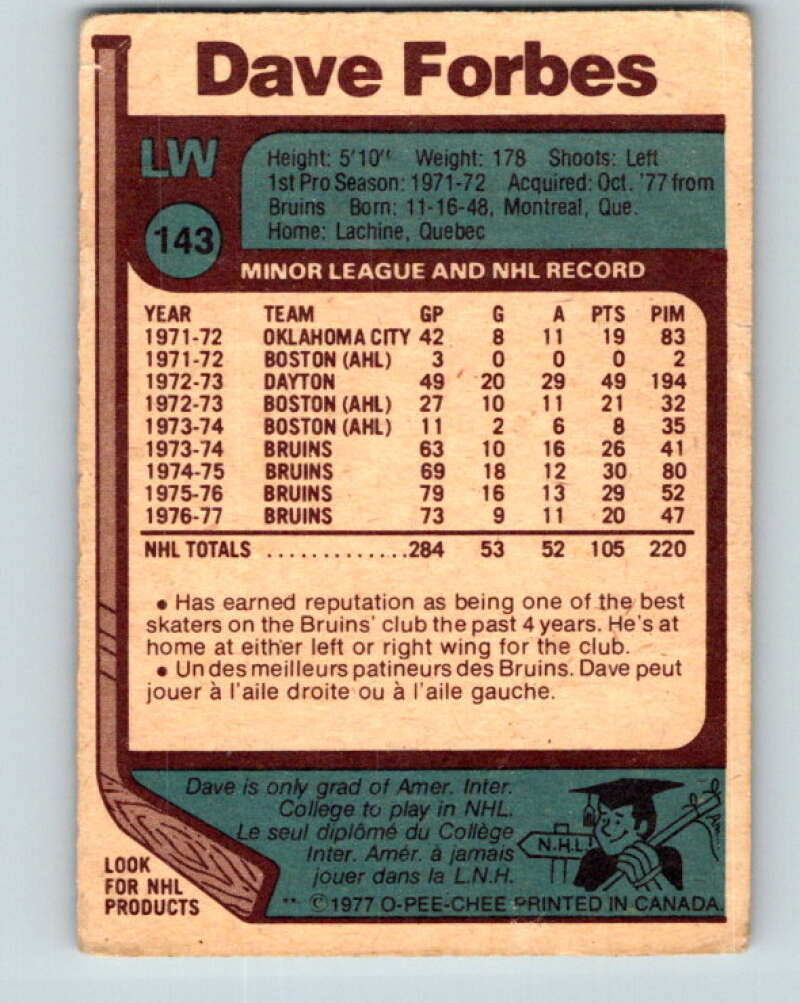 Dave Forbes
LW
143
Height: 5'10" Weight: 178 Shoots: Left
1st Pro Season: 1971-72 Acquired: Oct. '77 from
Bruins Born: 11-16-48, Montreal, Que.
Home: Lachine, Quebec
MINOR LEAGUE AND NHL RECORD
YEAR TEAM GP G A PTS PIM
1971-72 OKLAHOMA CITY 42 8 11 19 83
1971-72 BOSTON (AHL) 3 0 0 0 2
1972-73 DAYTON 49 20 29 49 194
1972-73 BOSTON (AHL) 27 10 11 21 32
1973-74 BOSTON (AHL) 11 2 6 8 35
1973-74 BRUINS 63 10 16 26 41
1974-75 BRUINS 69 18 12 30 80
1975-76 BRUINS 79 16 13 29 52
1976-77 BRUINS 73 9 11 20 47
NHL TOTALS .............284 53 52 105 220
• Has earned reputation as being one of the best
skaters on the Bruins' club the past 4 years. He's at
home at either left or right wing for the club.
• Un des meilleurs patineurs des Bruins. Dave peut
jouer à l'aile droite ou à l'aile gauche.
Dave is only grad of Amer. Inter.
College to play in NHL.
Le seul diplômé du Collège
Inter. Amér. à jamais
jouer dans la L.N.H.
N.H.L.
LOOK
FOR NHL
PRODUCTS
** ©1977 O-PEE-CHEE PRINTED IN CANADA.